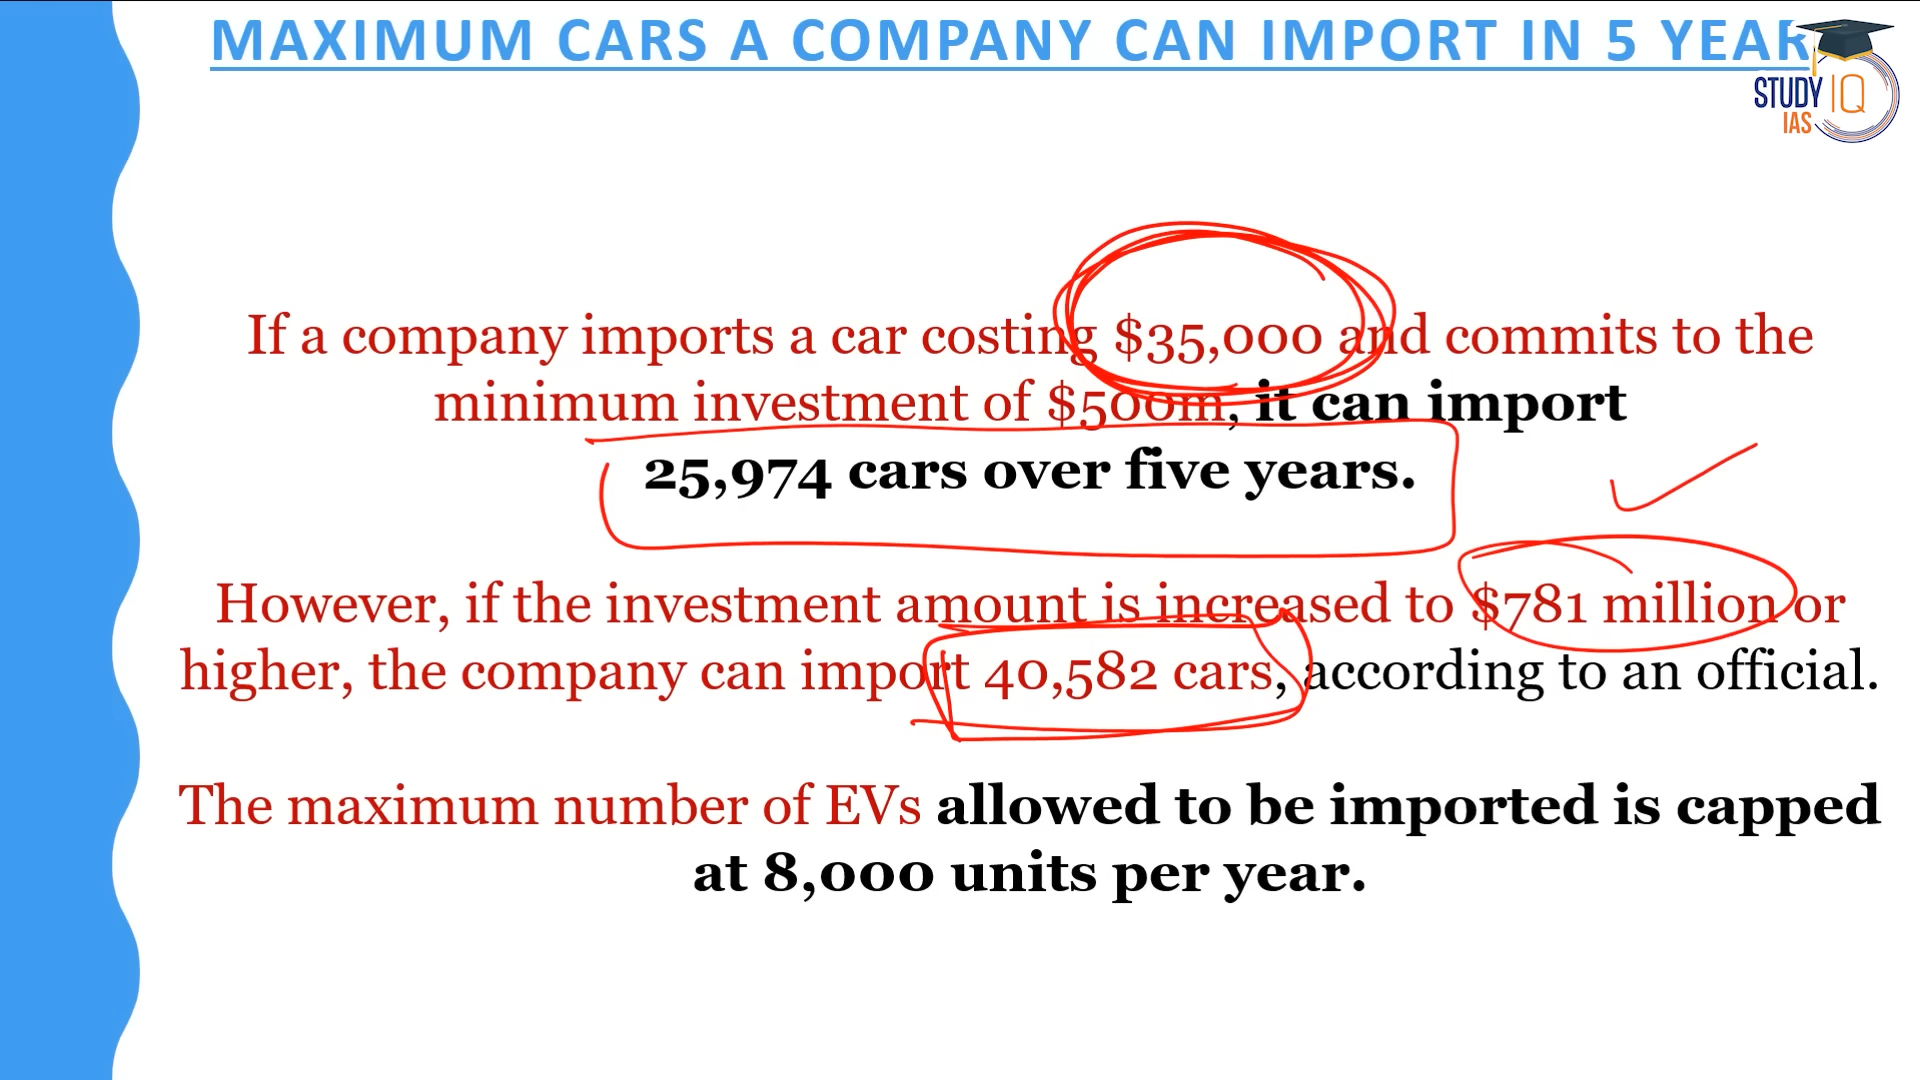 MAXIMUM CARS A COMPANY CAN IMPORT IN 5 YEAR
STUDY IQ
IAS
If a company imports a car costing $35,000 and commits to the
minimum investment of $500m, it can import
25,974 cars over five years.
However, if the investment amount is increased to $781 million or
higher, the company can import 40,582 cars, according to an official.
The maximum number of EVs allowed to be imported is capped
at 8,000 units per year.